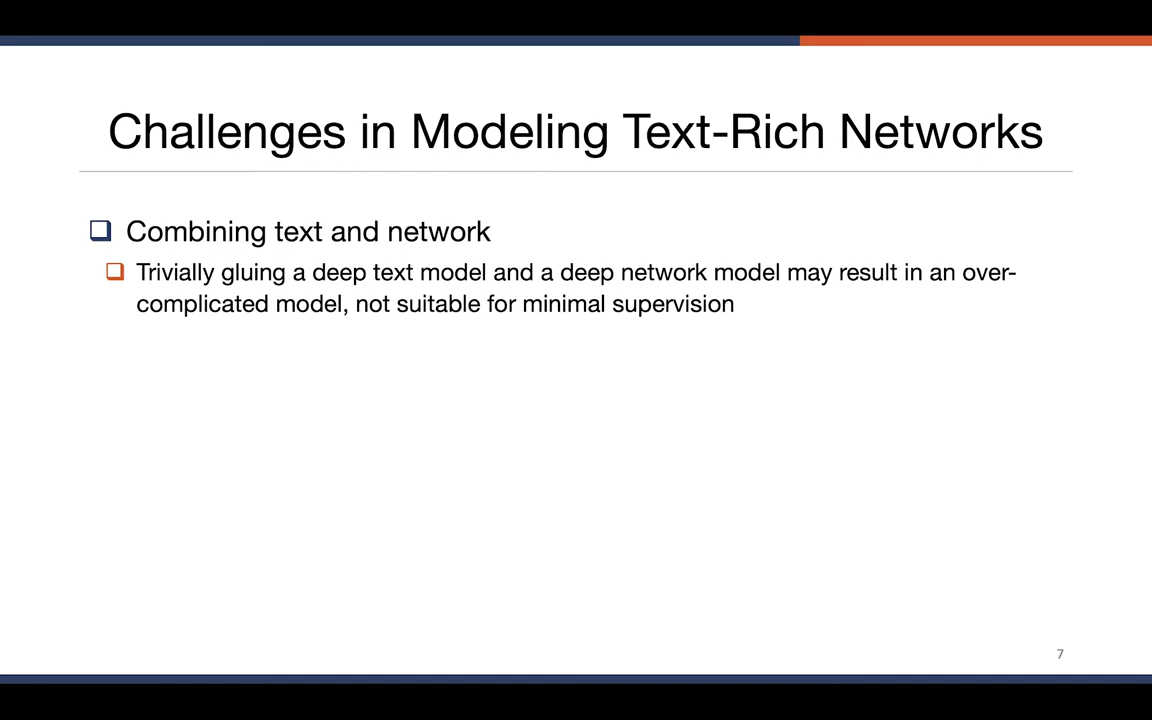 Challenges in Modeling Text-Rich Networks
Combining text and network
Trivially gluing a deep text model and a deep network model may result in an over-
complicated model, not suitable for minimal supervision
7